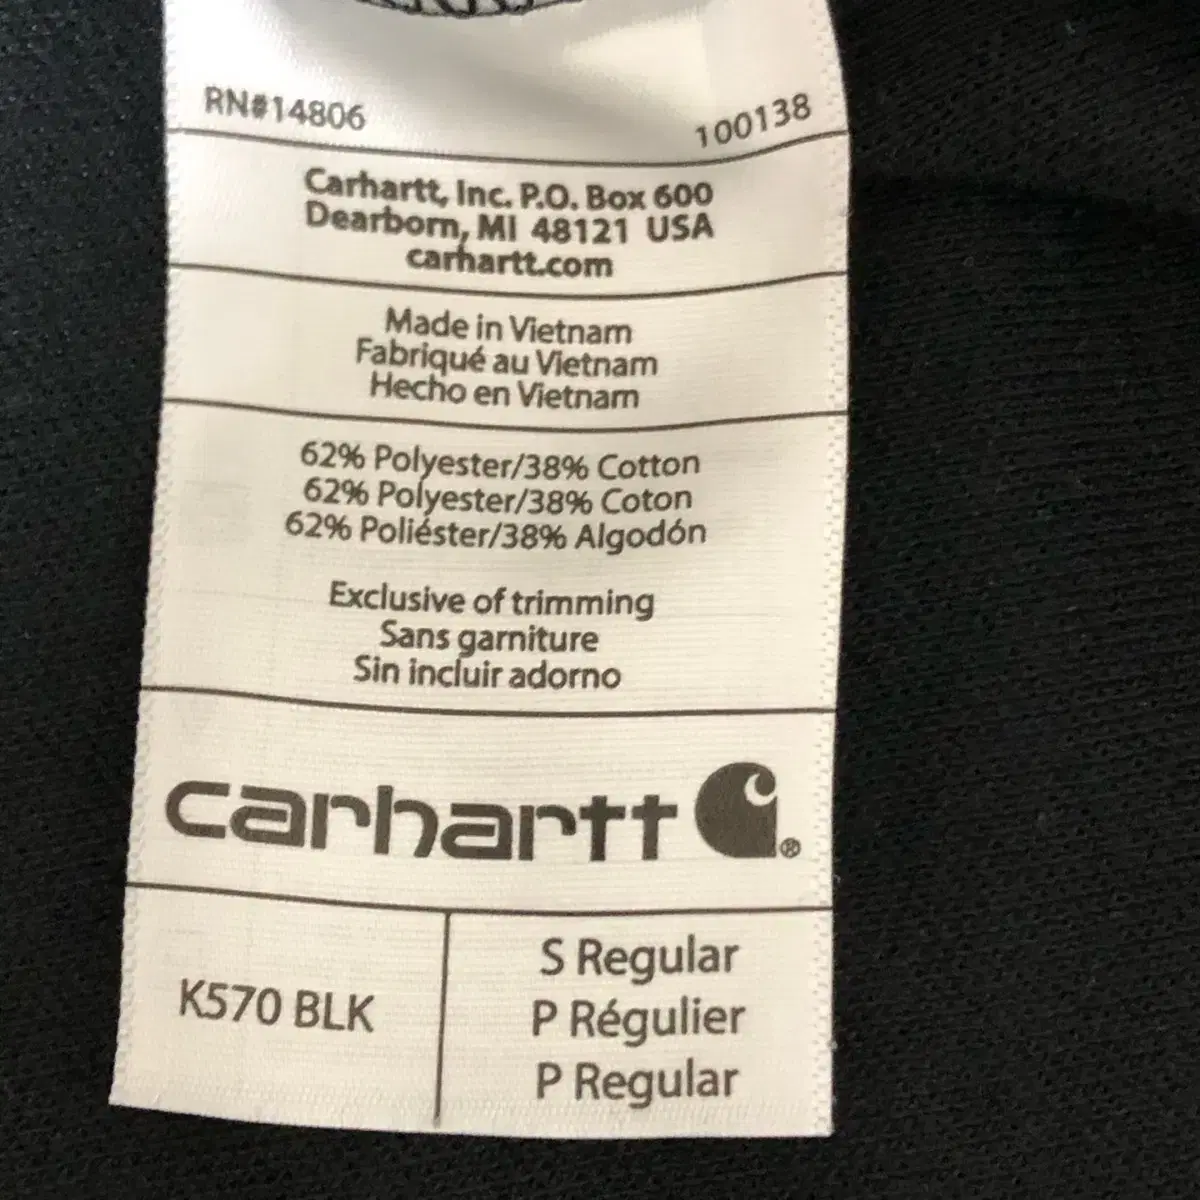 RN#14806
100138
Carhartt, Inc. P.O. Box 600
Dearborn, MI 48121 USA
carhartt.com
Made in Vietnam
Fabriqué au Vietnam
Hecho en Vietnam
62% Polyester/38% Cotton
62% Polyester/38% Coton
62% Poliéster/38% Algodón
Exclusive of trimming
Sans garniture
Sin incluir adorno
carhartt ®
K570 BLK
S Regular
P Régulier
P Regular